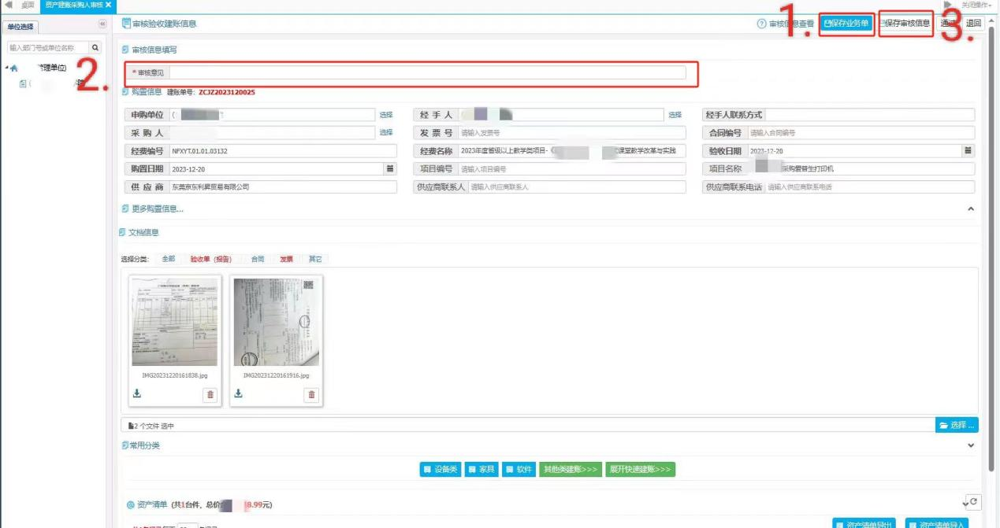 桌面 资产建账采购人审核 关闭操作
单位选择
输入部门号或单位名称
管理单位)
审核验收建账信息 审核信息查看 保存业务单 保存审核信息 通过 退回
1.
2.
3.
审核信息填写
* 审核意见
购置信息 建账单号: ZCJZ2023120025
申购单位 选择 经手人 选择 经手人联系方式
采购人 选择 发票号 请输入发票号 合同编号 请输入合同编号
经费编号 NFXYT.01.01.03132 经费名称 2023年度省级以上教学类项目- 课堂教学改革与实践 验收日期 2023-12-20
购置日期 2023-12-20 项目编号 请输入项目编号 项目名称 采购爱普生打印机
供应商 东莞京东利昇贸易有限公司 供应商联系人 请输入供应商联系人 供应商联系电话 请输入供应商联系电话
更多购置信息...
文档信息
选择分类: 全部 验收单（报告） 合同 发票 其它
IMG20231220161838.jpg IMG20231220161916.jpg
2 个文件 选中 选择 ...
常用分类
设备类 家具 软件 其他类建账>>> 展开快速建账>>>
资产清单 (共1台件，总价 8.99元)
资产清单导出 资产清单导入